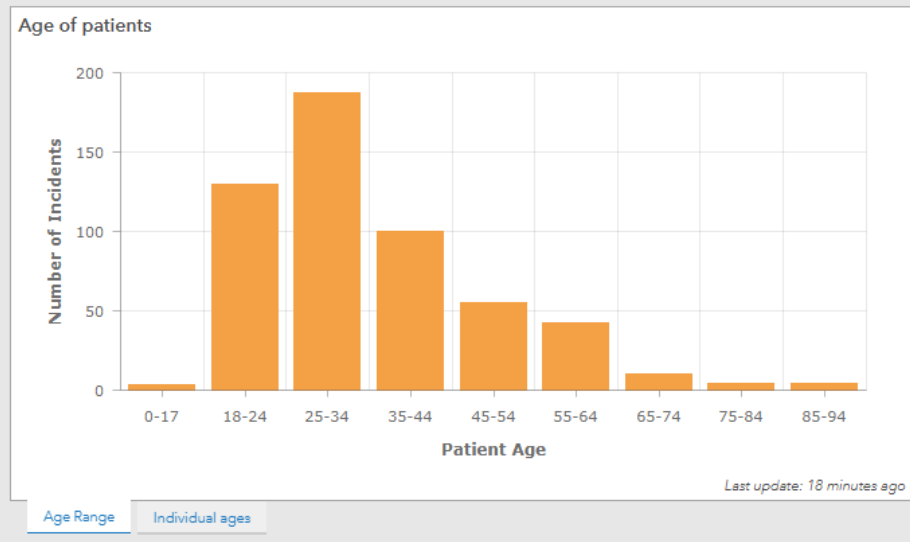 Age of patients
200
150
100
50
0
Number of Incidents
0-17 18-24 25-34 35-44 45-54 55-64 65-74 75-84 85-94
Patient Age
Last update: 18 minutes ago
Age Range Individual ages